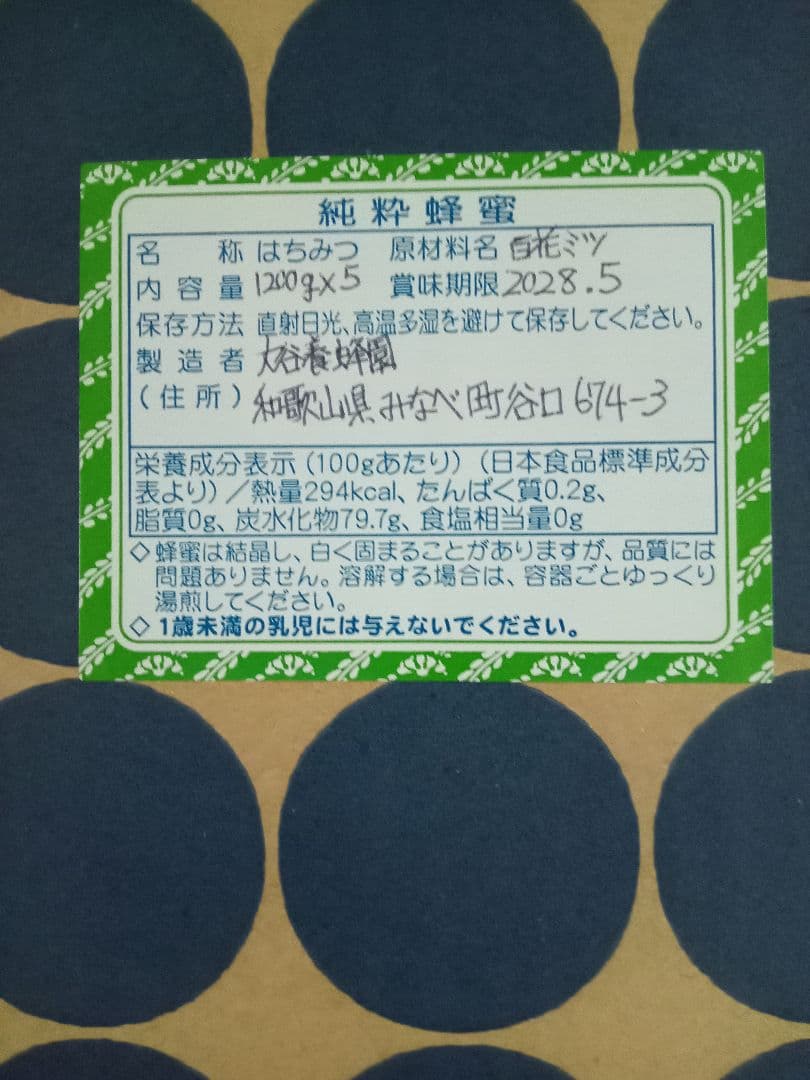 純粋蜂蜜
名称 はちみつ 原材料名 百花ミツ
内容量 1200g×5 賞味期限 2028.5
保存方法 直射日光、高温多湿を避けて保存してください。
製造者 大谷養蜂園
(住所) 和歌山県みなべ町谷口674-3
栄養成分表示(100gあたり)(日本食品標準成分
表より)/熱量294kcal、たんぱく質0.2g、
脂質0g、炭水化物79.7g、食塩相当量0g
◇蜂蜜は結晶し、白く固まることがありますが、品質には
問題ありません。溶解する場合は、容器ごとゆっくり
湯煎してください。
◇1歳未満の乳児には与えないでください。